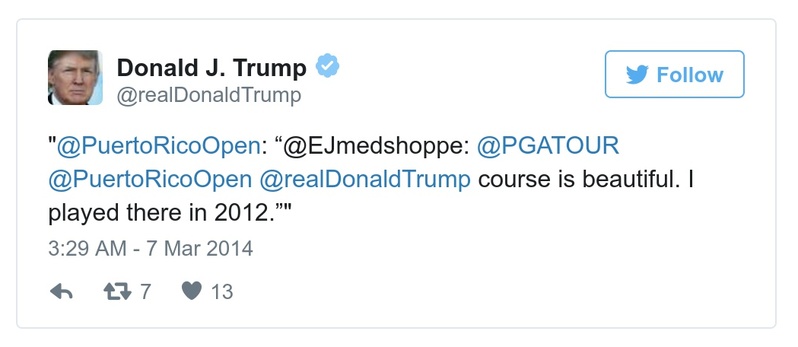 Donald J. Trump
@realDonaldTrump
Follow
"@PuertoRicoOpen: “@EJmedshoppe: @PGATOUR
@PuertoRicoOpen @realDonaldTrump course is beautiful. I
played there in 2012.”"
3:29 AM - 7 Mar 2014
7
13